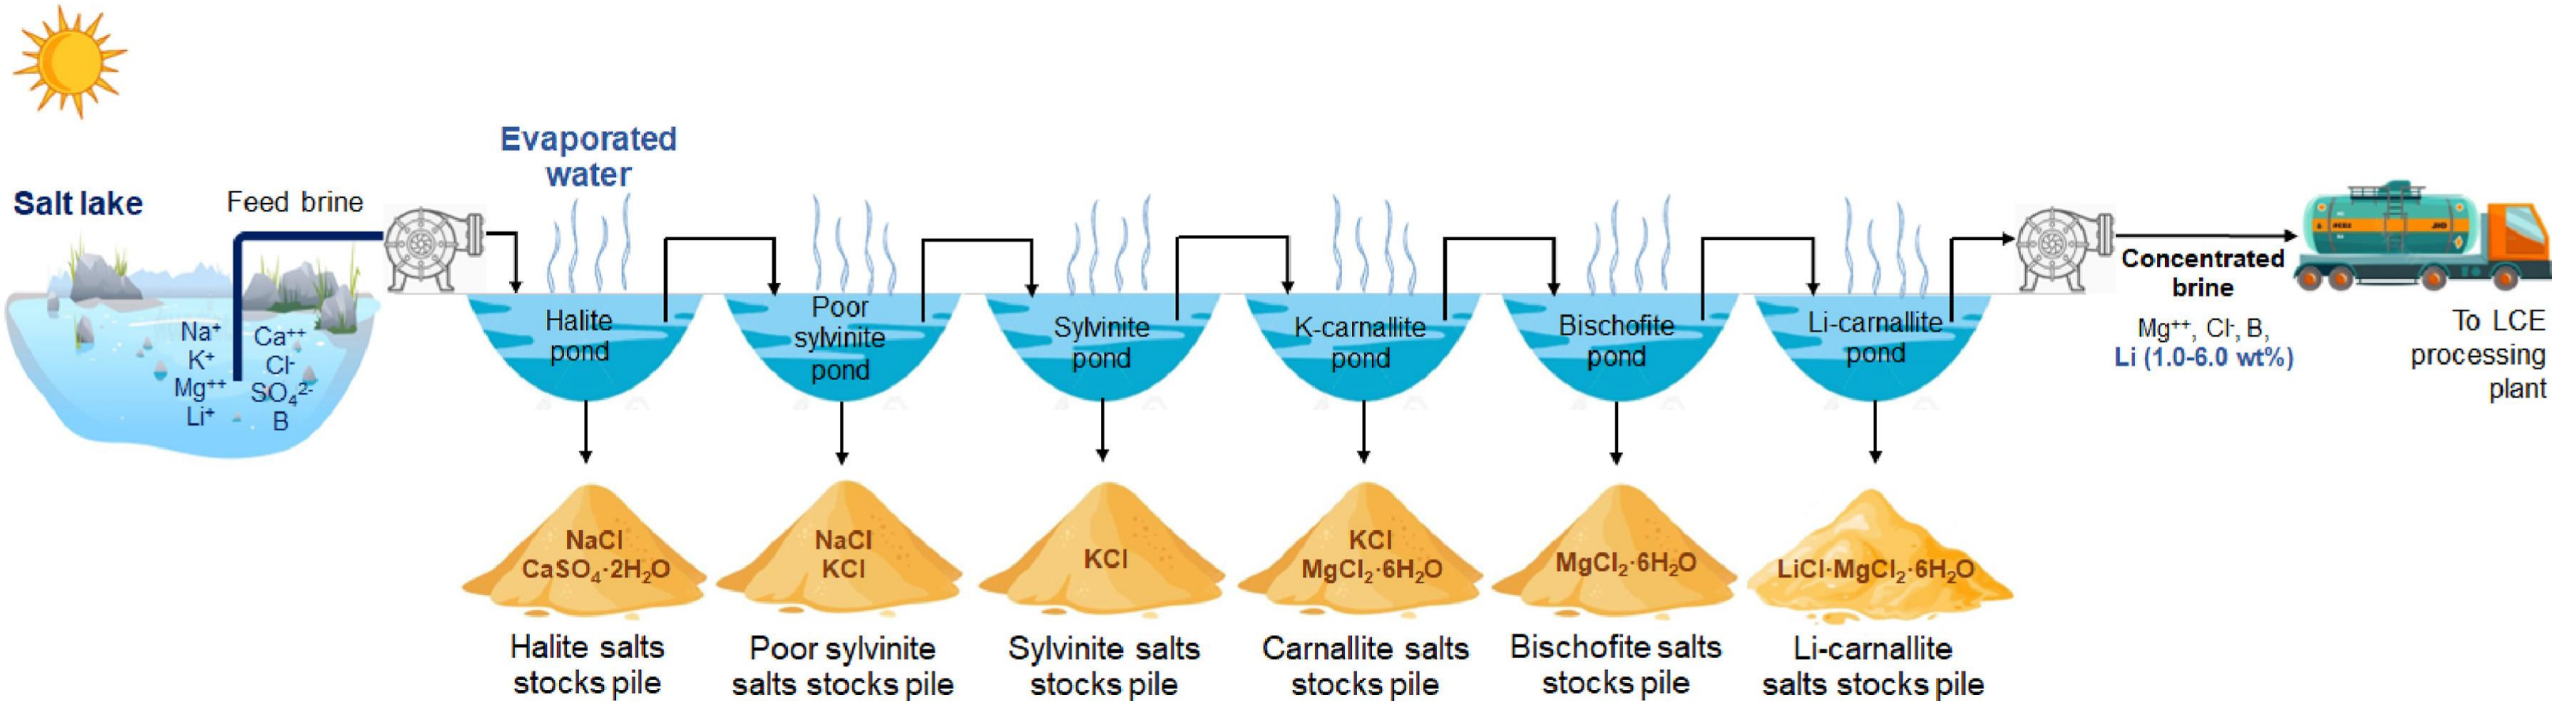 Evaporated
water
Salt lake
Feed brine
Na⁺
K⁺
Mg⁺⁺
Li⁺
Ca⁺⁺
Cl⁻
SO₄²⁻
B
Halite
pond
Poor
sylvinite
pond
Sylvinite
pond
K-carnallite
pond
Bischofite
pond
Li-carnallite
pond
Concentrated
brine
Mg⁺⁺, Cl⁻, B,
Li (1.0-6.0 wt%)
To LCE
processing
plant
NaCl
CaSO₄·2H₂O
NaCl
KCl
KCl
KCl
MgCl₂·6H₂O
MgCl₂·6H₂O
LiCl·MgCl₂·6H₂O
Halite salts
stocks pile
Poor sylvinite
salts stocks pile
Sylvinite salts
stocks pile
Carnallite salts
stocks pile
Bischofite salts
stocks pile
Li-carnallite
salts stocks pile